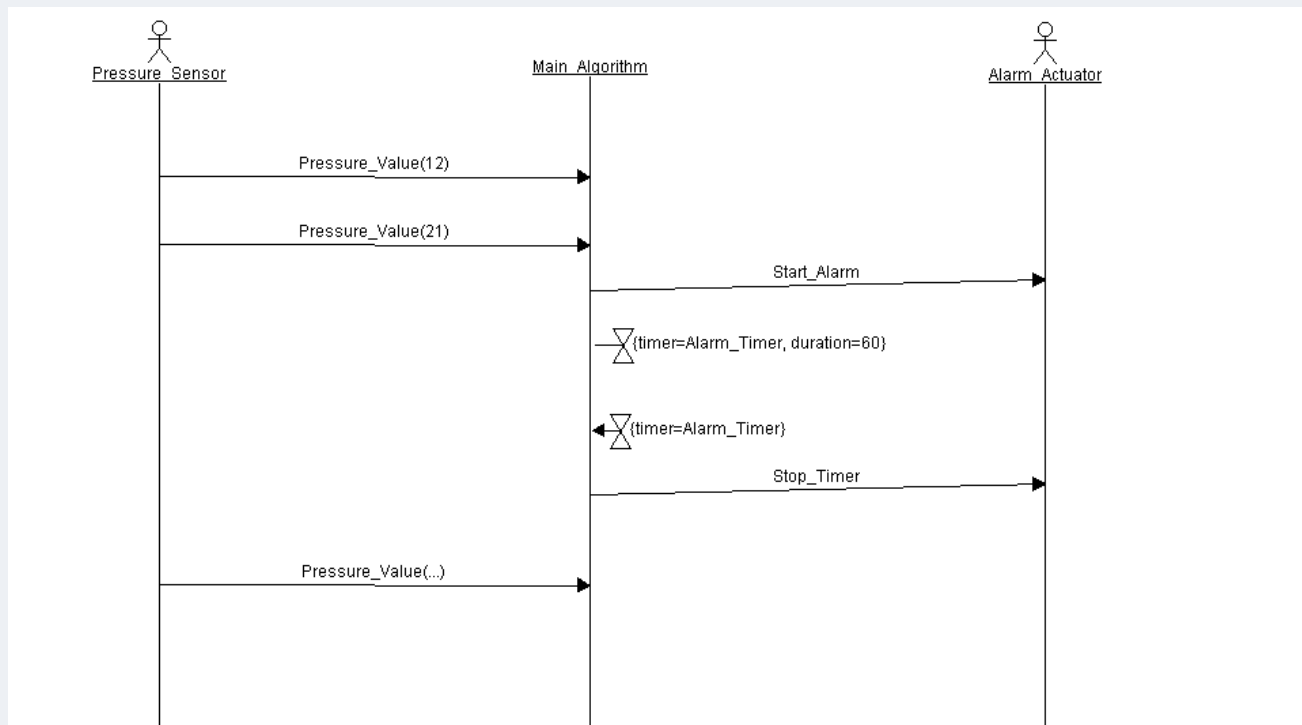 Pressure_Sensor
Main_Algorithm
Alarm_Actuator
Pressure_Value(12)
Pressure_Value(21)
Start_Alarm
{timer=Alarm_Timer, duration=60}
{timer=Alarm_Timer}
Stop_Timer
Pressure_Value(...)